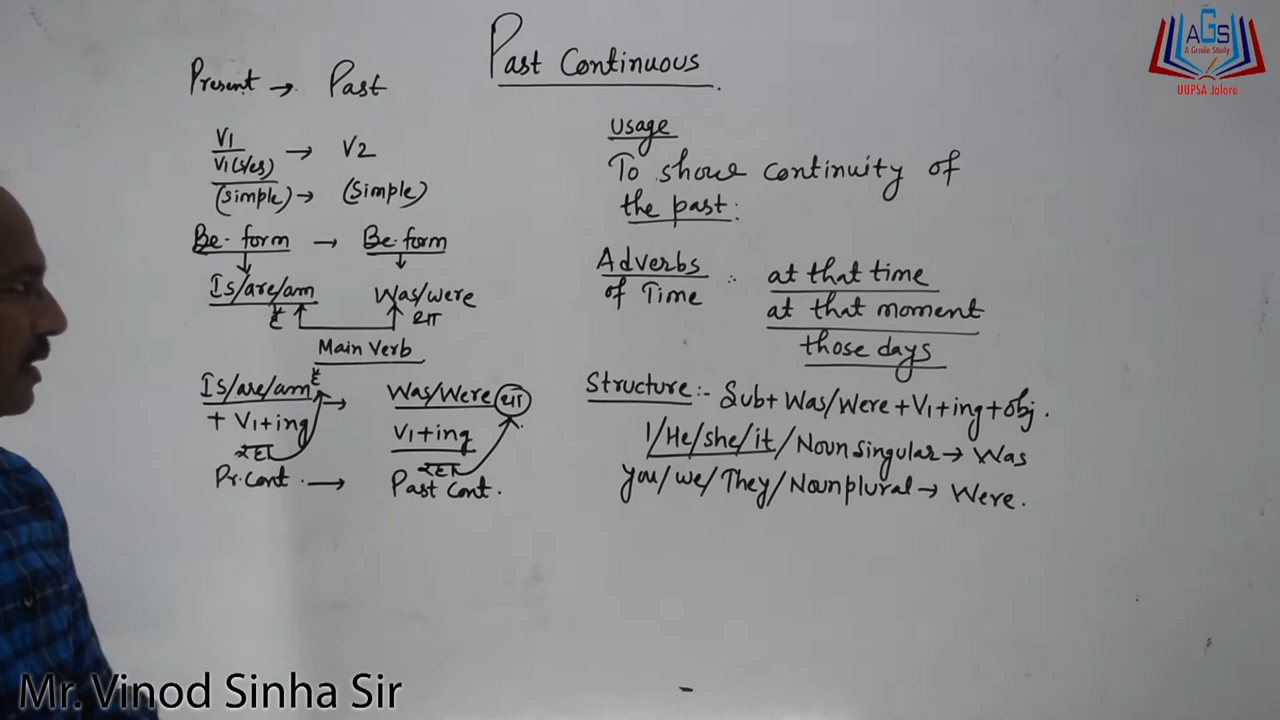 Past Continuous
Present → Past
V1 / V1(s/es) → V2
(simple) → (simple)
Be-form → Be-form
Is/are/am → Was/were
है था
Main Verb
Is/are/am है → Was/Were था
+ V1+ing V1+ing
रहा रहा
Pr. Cont. → Past Cont.
Usage
To show continuity of
the past:
Adverbs of Time :- at that time
at that moment
those days
Structure :- Sub + Was/Were + V1 + ing + obj.
I/He/she/it/Noun singular → Was
you/we/They/Noun plural → Were.
AGS
A Grade Study
UUPSA Jalore
Mr. Vinod Sinha Sir